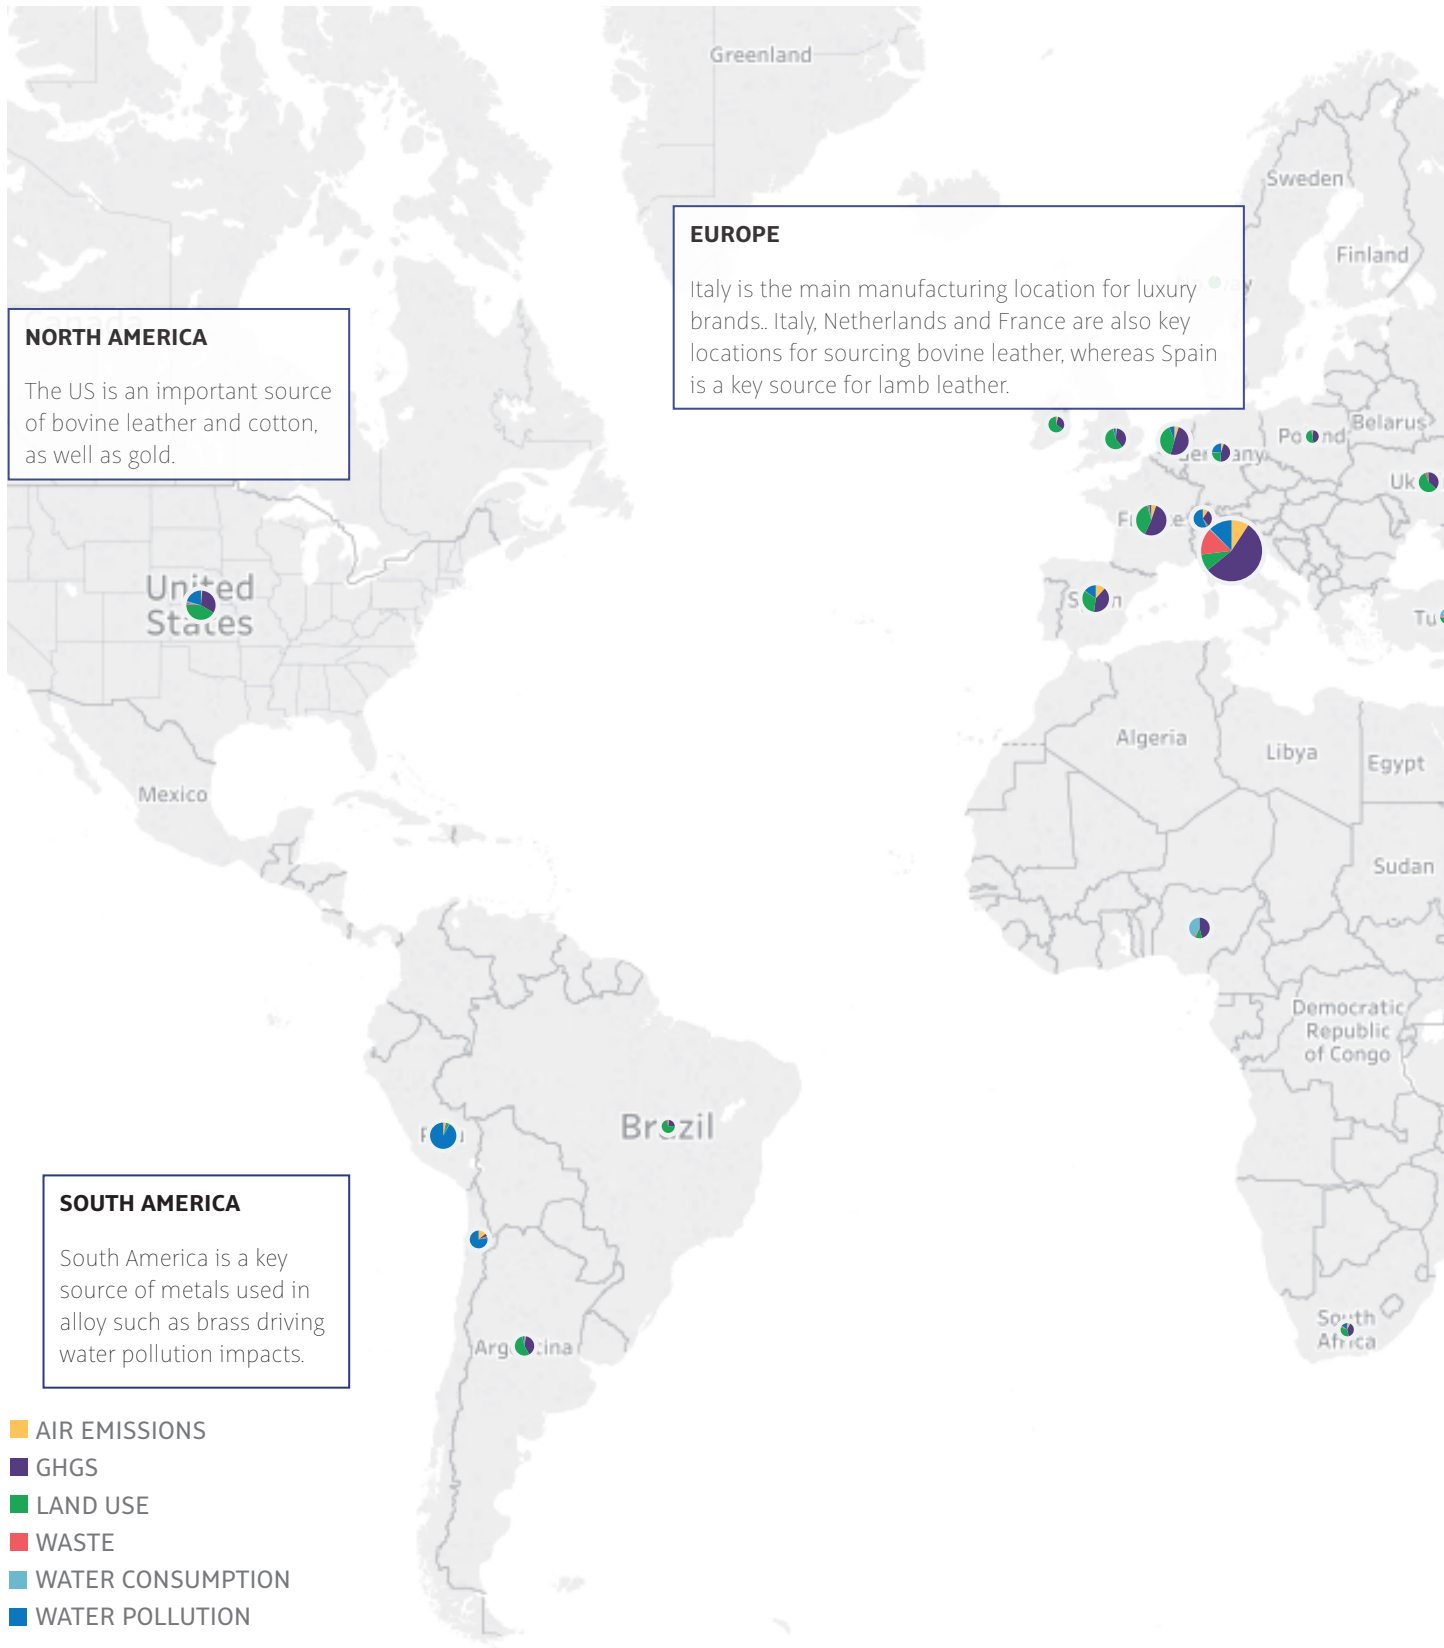 Greenland
Sweden
Finland
EUROPE
Italy is the main manufacturing location for luxury
brands.. Italy, Netherlands and France are also key
locations for sourcing bovine leather, whereas Spain
is a key source for lamb leather.
Canada
NORTH AMERICA
The US is an important source
of bovine leather and cotton,
as well as gold.
Belarus
United
States
Mexico
Algeria
Libya
Egypt
Sudan
Democratic
Republic
of Congo
Brazil
SOUTH AMERICA
South America is a key
source of metals used in
alloy such as brass driving
water pollution impacts.
South
Africa
AIR EMISSIONS
GHGS
LAND USE
WASTE
WATER CONSUMPTION
WATER POLLUTION